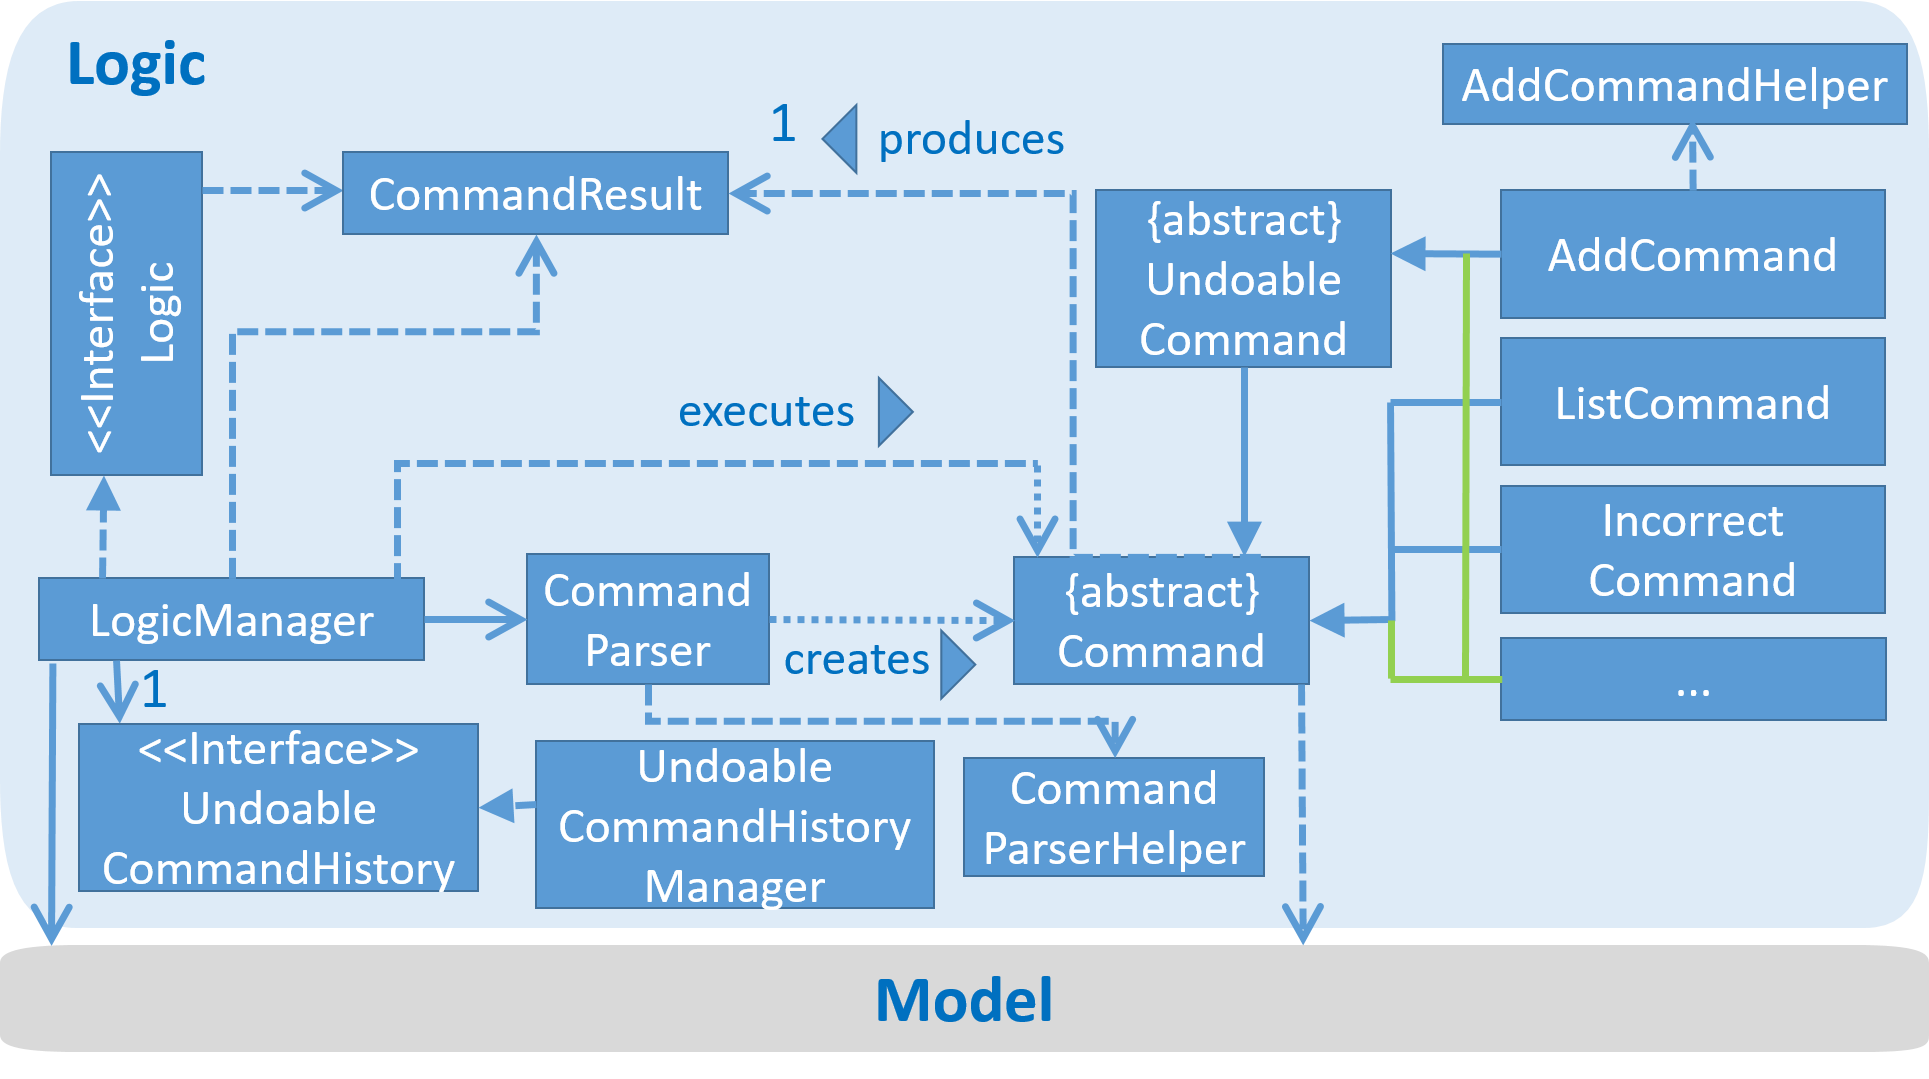 Logic
AddCommandHelper
1
produces
<<Interface>>
Logic
CommandResult
{abstract}
Undoable
Command
AddCommand
ListCommand
executes
Incorrect
Command
LogicManager
Command
Parser
creates
{abstract}
Command
...
1
<<Interface>>
Undoable
CommandHistory
Undoable
CommandHistory
Manager
Command
ParserHelper
Model